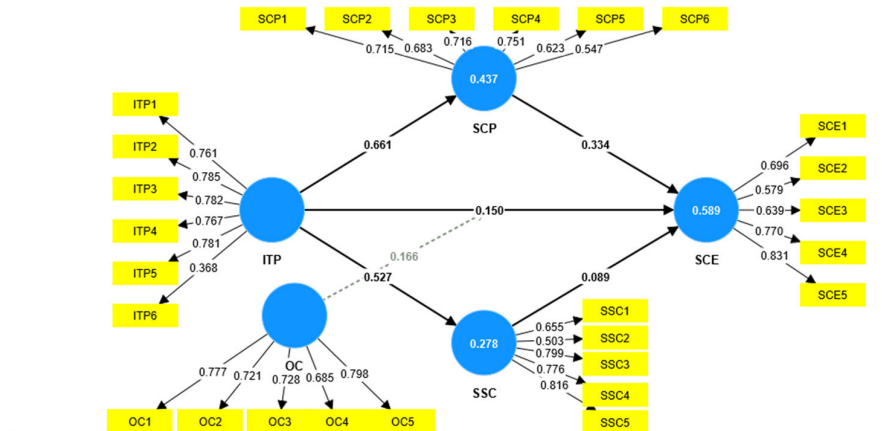 SCP1 SCP2 SCP3 SCP4 SCP5 SCP6
0.715 0.683 0.716 0.751 0.623 0.547
0.437
SCP
ITP1
ITP2
ITP3
ITP4
ITP5
ITP6
0.761
0.785
0.782
0.767
0.781
0.368
ITP
0.661
0.334
0.150
0.166
0.527
0.089
0.589
SCE
0.696
0.579
0.639
0.770
0.831
SCE1
SCE2
SCE3
SCE4
SCE5
OC
0.777 0.721 0.728 0.685 0.798
OC1 OC2 OC3 OC4 OC5
0.278
SSC
0.655
0.503
0.799
0.776
0.816
SSC1
SSC2
SSC3
SSC4
SSC5